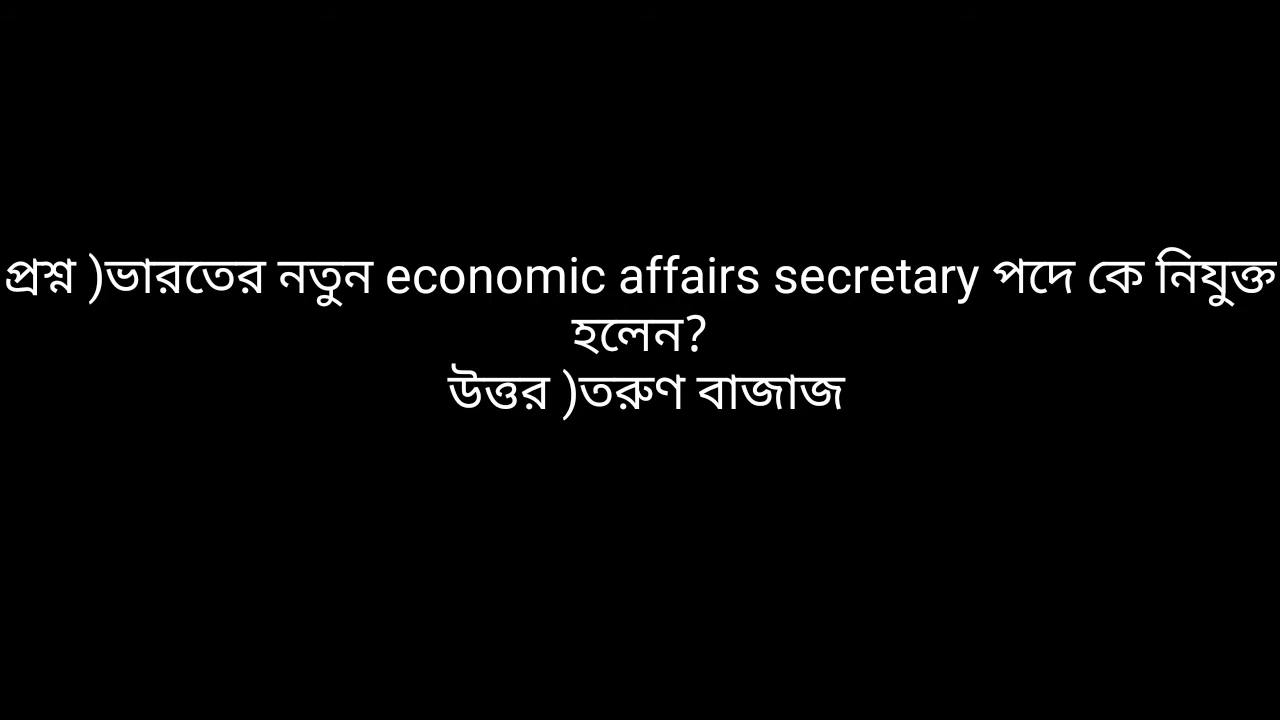 প্রশ্ন )ভারতের নতুন economic affairs secretary পদে কে নিযুক্ত
হলেন?
উত্তর )তরুণ বাজাজ